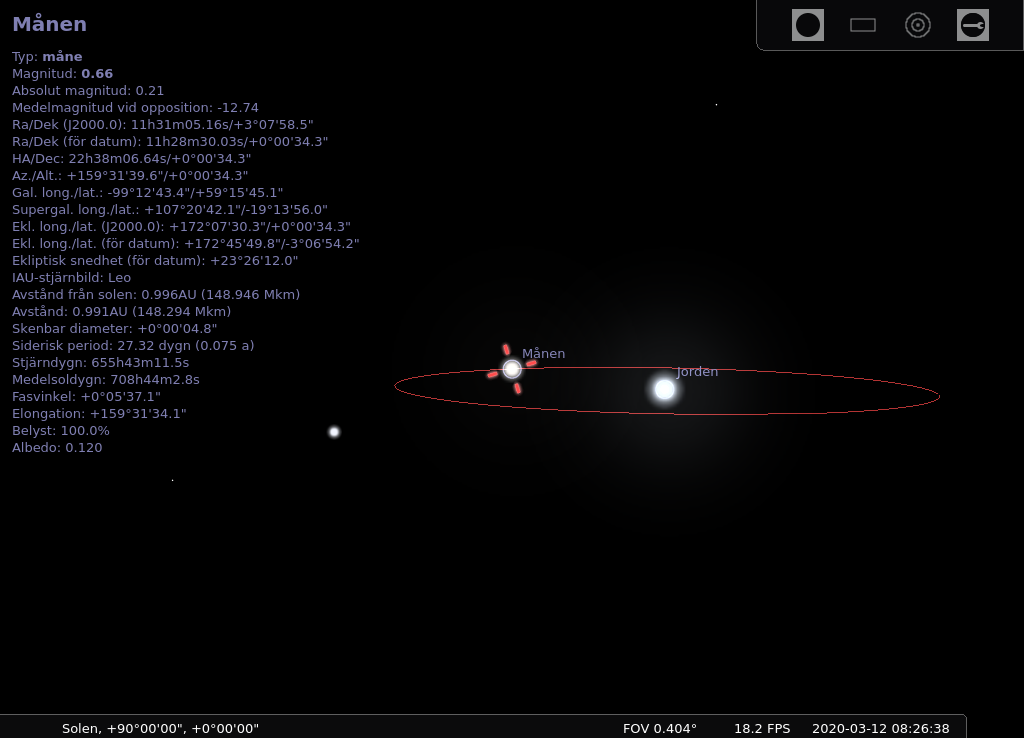 Månen
Typ: måne
Magnitud: 0.66
Absolut magnitud: 0.21
Medelmagnitud vid opposition: -12.74
Ra/Dek (J2000.0): 11h31m05.16s/+3°07'58.5"
Ra/Dek (för datum): 11h28m30.03s/+0°00'34.3"
HA/Dec: 22h38m06.64s/+0°00'34.3"
Az./Alt.: +159°31'39.6"/+0°00'34.3"
Gal. long./lat.: -99°12'43.4"/+59°15'45.1"
Supergal. long./lat.: +107°20'42.1"/-19°13'56.0"
Ekl. long./lat. (J2000.0): +172°07'30.3"/+0°00'34.3"
Ekl. long./lat. (för datum): +172°45'49.8"/-3°06'54.2"
Ekliptisk snedhet (för datum): +23°26'12.0"
IAU-stjärnbild: Leo
Avstånd från solen: 0.996AU (148.946 Mkm)
Avstånd: 0.991AU (148.294 Mkm)
Skenbar diameter: +0°00'04.8"
Siderisk period: 27.32 dygn (0.075 a)
Stjärndygn: 655h43m11.5s
Medelsoldygn: 708h44m2.8s
Fasvinkel: +0°05'37.1"
Elongation: +159°31'34.1"
Belyst: 100.0%
Albedo: 0.120
Månen
Jorden
Solen, +90°00'00", +0°00'00" FOV 0.404° 18.2 FPS 2020-03-12 08:26:38